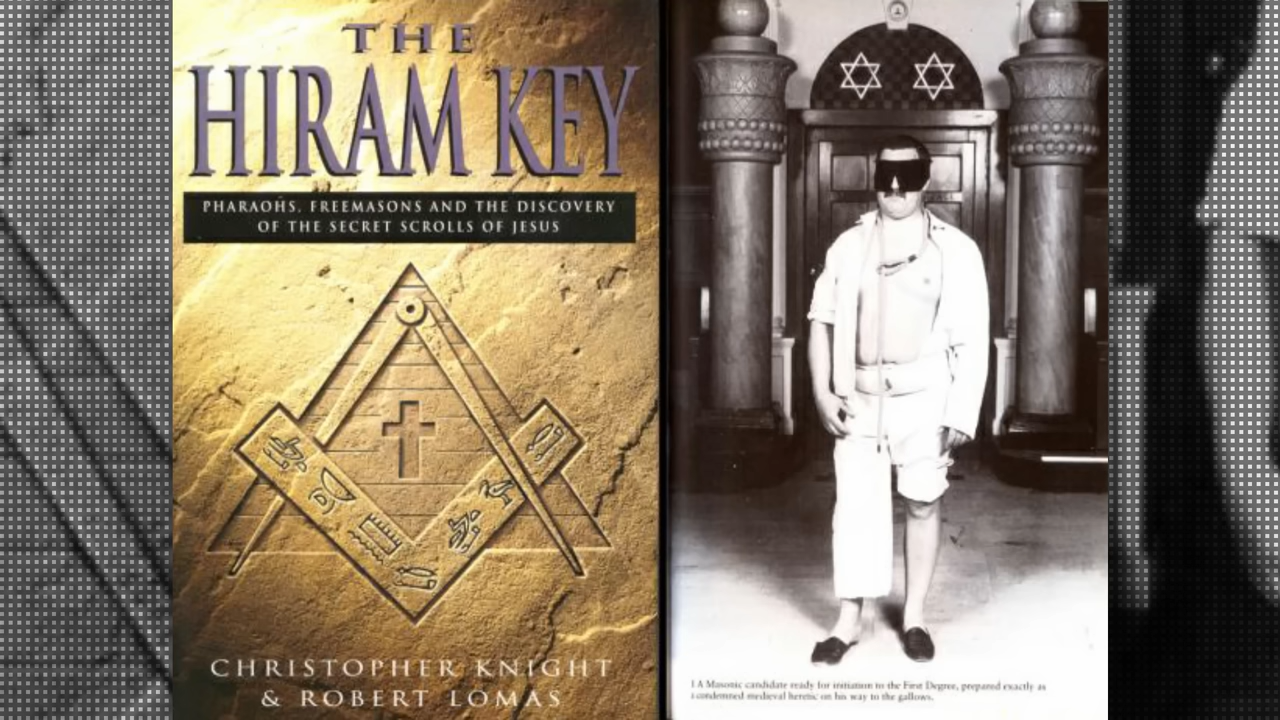 THE
HIRAM KEY
PHARAOHS, FREEMASONS AND THE DISCOVERY
OF THE SECRET SCROLLS OF JESUS
CHRISTOPHER KNIGHT
& ROBERT LOMAS
1 A Masonic candidate ready for initiation to the First Degree, prepared exactly as
a condemned medieval heretic on his way to the gallows.